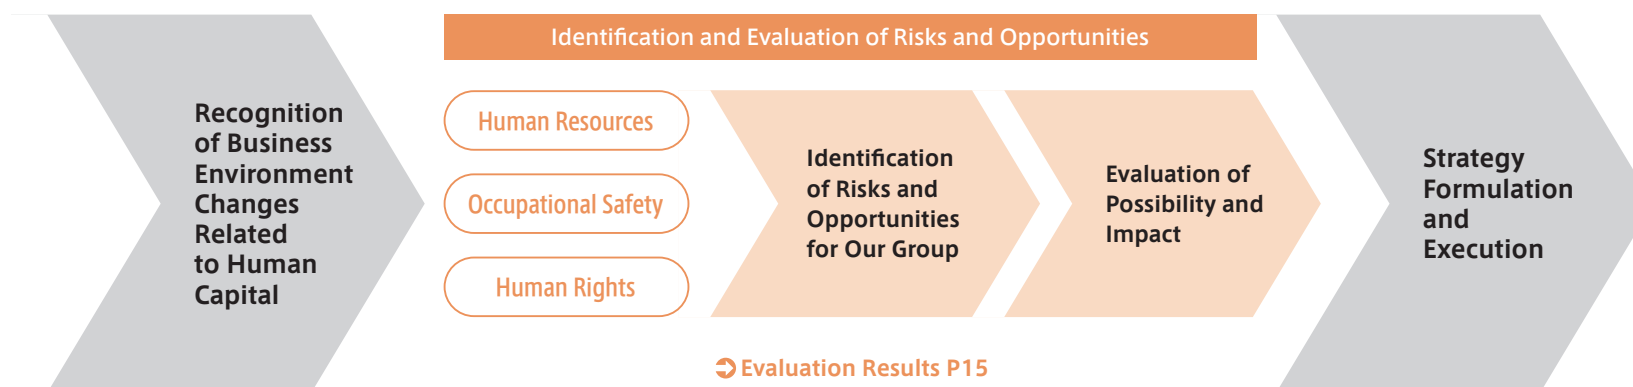 Identification and Evaluation of Risks and Opportunities
Recognition
of Business
Environment
Changes
Related
to Human
Capital
Human Resources
Occupational Safety
Human Rights
Identification
of Risks and
Opportunities
for Our Group
Evaluation of
Possibility and
Impact
Strategy
Formulation
and
Execution
Evaluation Results P15